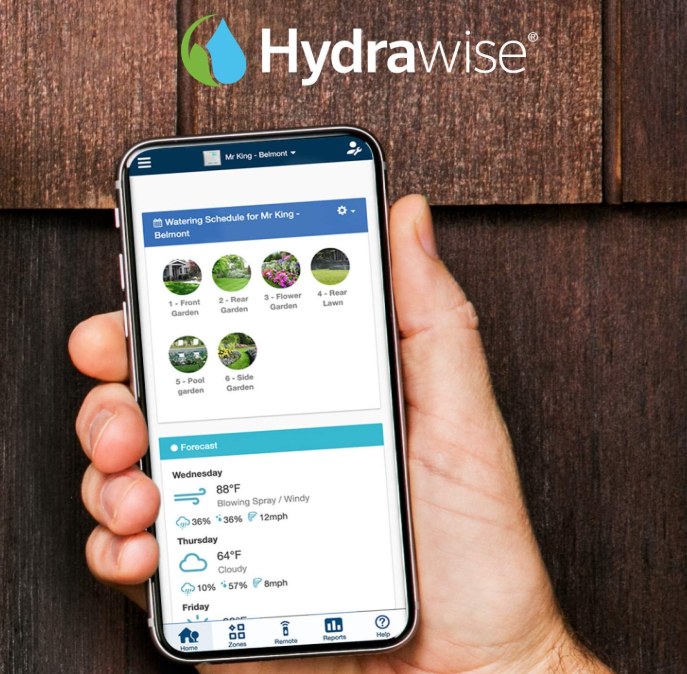 Hydrawise®
Mr King - Belmont
Watering Schedule for Mr King -
Belmont
1 - Front
Garden
2 - Rear
Garden
3 - Flower
Garden
4 - Rear
Lawn
5 - Pool
garden
6 - Side
Garden
Forecast
Wednesday
88°F
Blowing Spray / Windy
36% 36% 12mph
Thursday
64°F
Cloudy
10% 57% 8mph
Friday
Home Zones Remote Reports Help